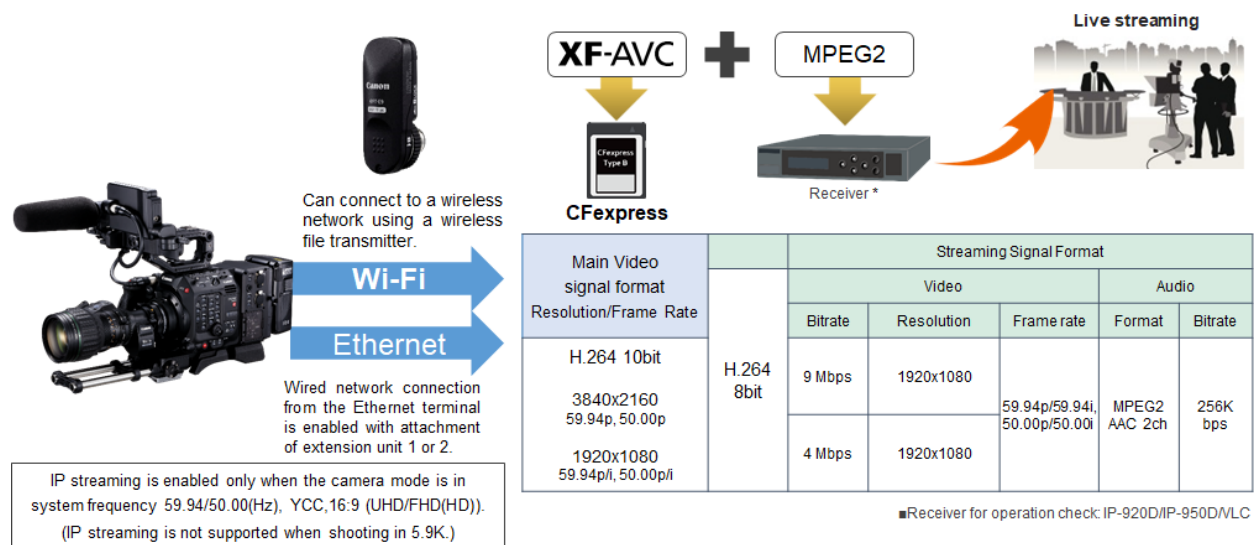 Live streaming
XF-AVC
MPEG2
Canon
CFexpress
Type B
Receiver *
CFexpress
Can connect to a wireless
network using a wireless
file transmitter.
Wi-Fi
Ethernet
Wired network connection
from the Ethernet terminal
is enabled with attachment
of extension unit 1 or 2.
IP streaming is enabled only when the camera mode is in
system frequency 59.94/50.00(Hz), YCC,16:9 (UHD/FHD(HD)).
(IP streaming is not supported when shooting in 5.9K.)
Main Video
signal format
Resolution/Frame Rate
Streaming Signal Format
Video
Audio
Bitrate
Resolution
Frame rate
Format
Bitrate
H.264 10bit
3840x2160
59.94p, 50.00p
1920x1080
59.94p/i, 50.00p/i
H.264
8bit
9 Mbps
1920x1080
4 Mbps
1920x1080
59.94p/59.94i,
50.00p/50.00i
MPEG2
AAC 2ch
256K
bps
■Receiver for operation check: IP-920D/IP-950D/VLC